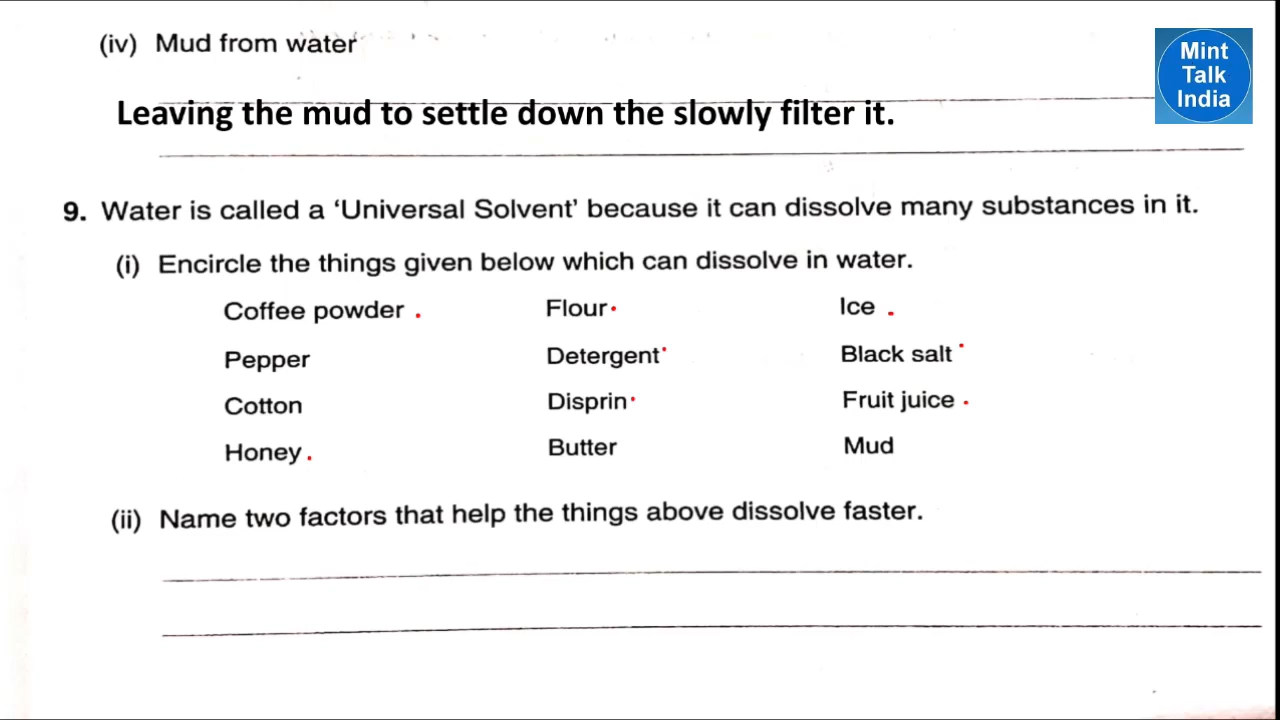 (iv) Mud from water
Mint
Talk
India
Leaving the mud to settle down the slowly filter it.
9. Water is called a ‘Universal Solvent’ because it can dissolve many substances in it.
(i) Encircle the things given below which can dissolve in water.
Coffee powder Flour Ice
Pepper Detergent Black salt
Cotton Disprin Fruit juice
Honey Butter Mud
(ii) Name two factors that help the things above dissolve faster.